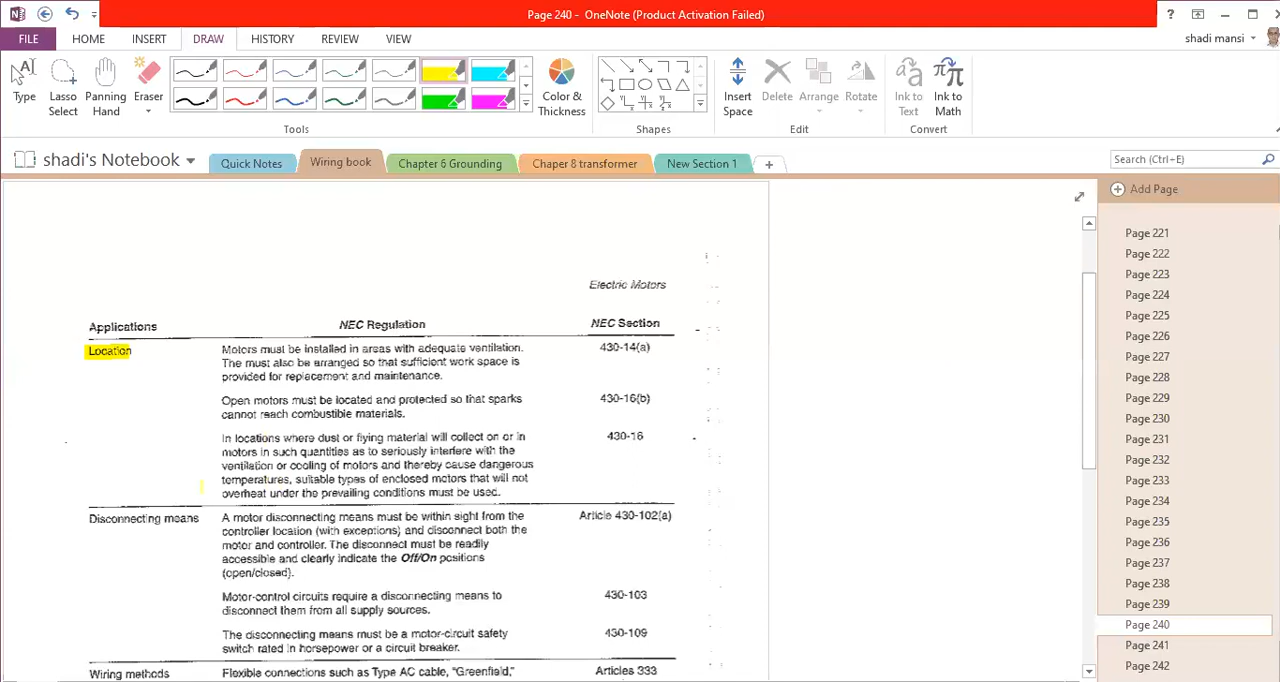 Page 240 - OneNote (Product Activation Failed)
?
FILE
HOME
INSERT
DRAW
HISTORY
REVIEW
VIEW
shadi mansi
Type
Lasso Select
Panning Hand
Eraser
Color & Thickness
Insert Space
Delete
Arrange
Rotate
Ink to Text
Ink to Math
Tools
Shapes
Edit
Convert
shadi's Notebook
Quick Notes
Wiring book
Chapter 6 Grounding
Chaper 8 transformer
New Section 1
Search (Ctrl+E)
Add Page
Electric Motors
Applications
NEC Regulation
NEC Section
Location
Motors must be installed in areas with adequate ventilation.
430-14(a)
The must also be arranged so that sufficient work space is
provided for replacement and maintenance.
Open motors must be located and protected so that sparks
430-16(b)
cannot reach combustible materials.
In locations where dust or flying material will collect on or in
430-16
motors in such quantities as to seriously interfere with the
ventilation or cooling of motors and thereby cause dangerous
temperatures, suitable types of enclosed motors that will not
overheat under the prevailing conditions must be used.
Disconnecting means
A motor disconnecting means must be within sight from the
Article 430-102(a)
controller location (with exceptions) and disconnect both the
motor and controller. The disconnect must be readily
accessible and clearly indicate the Off/On positions
(open/closed).
Motor-control circuits require a disconnecting means to
430-103
disconnect them from all supply sources.
The disconnecting means must be a motor-circuit safety
430-109
switch rated in horsepower or a circuit breaker.
Wiring methods
Flexible connections such as Type AC cable, "Greenfield,"
Articles 333
Page 221
Page 222
Page 223
Page 224
Page 225
Page 226
Page 227
Page 228
Page 229
Page 230
Page 231
Page 232
Page 233
Page 234
Page 235
Page 236
Page 237
Page 238
Page 239
Page 240
Page 241
Page 242